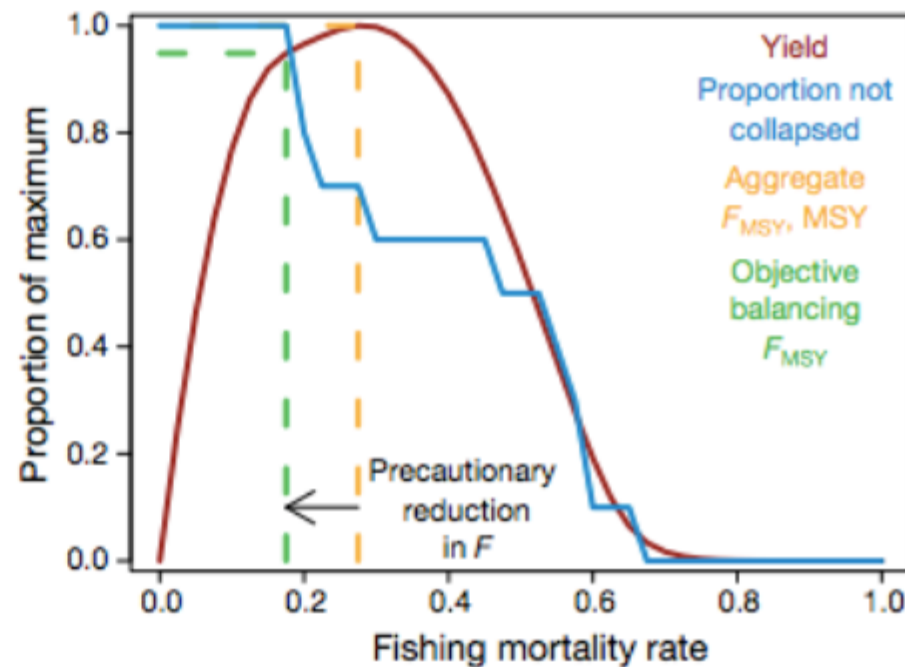 Proportion of maximum
1.0
0.8
0.6
0.4
0.2
0.0
Yield
Proportion not
collapsed
Aggregate
F_MSY, MSY
Objective
balancing
F_MSY
Precautionary
reduction
in F
0.0 0.2 0.4 0.6 0.8 1.0
Fishing mortality rate